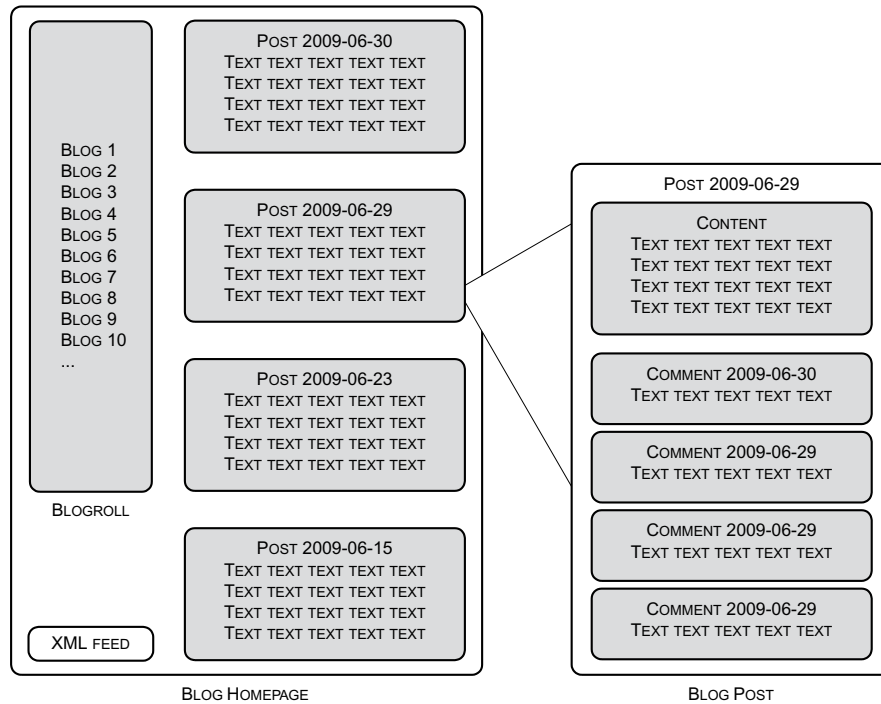 Blog 1
Blog 2
Blog 3
Blog 4
Blog 5
Blog 6
Blog 7
Blog 8
Blog 9
Blog 10
...
Blogroll
XML feed
Post 2009-06-30
Text text text text text
Text text text text text
Text text text text text
Text text text text text
Post 2009-06-29
Text text text text text
Text text text text text
Text text text text text
Text text text text text
Post 2009-06-23
Text text text text text
Text text text text text
Text text text text text
Text text text text text
Post 2009-06-15
Text text text text text
Text text text text text
Text text text text text
Text text text text text
Blog Homepage
Post 2009-06-29
Content
Text text text text text
Text text text text text
Text text text text text
Text text text text text
Comment 2009-06-30
Text text text text text
Comment 2009-06-29
Text text text text text
Comment 2009-06-29
Text text text text text
Comment 2009-06-29
Text text text text text
Blog Post